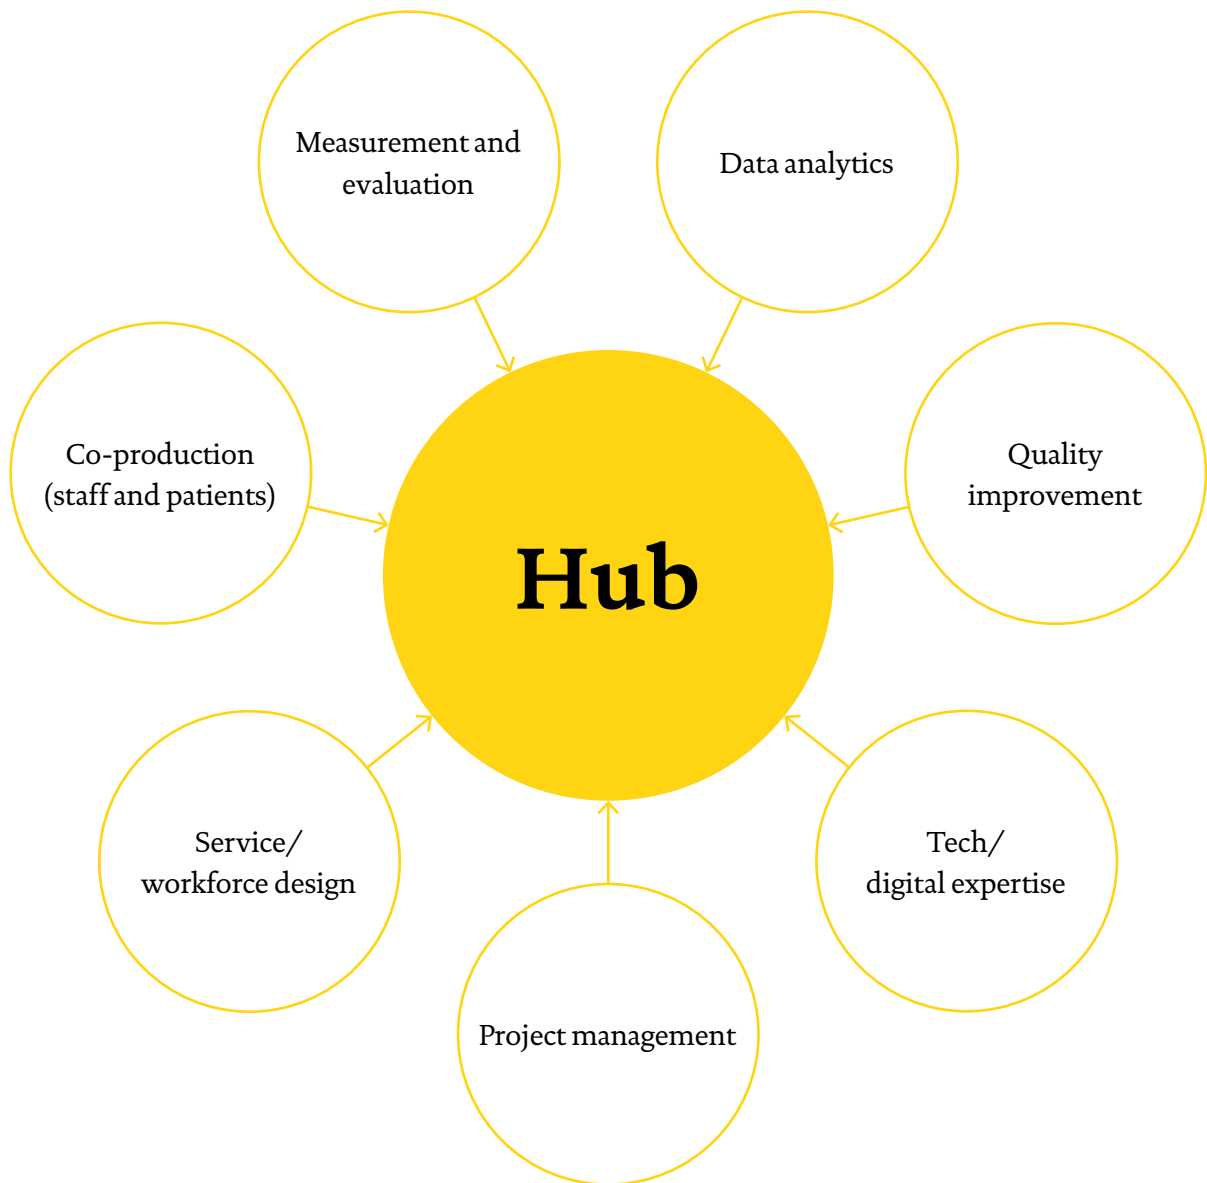 Measurement and
evaluation
Data analytics
Co-production
(staff and patients)
Quality
improvement
Hub
Service/
workforce design
Tech/
digital expertise
Project management